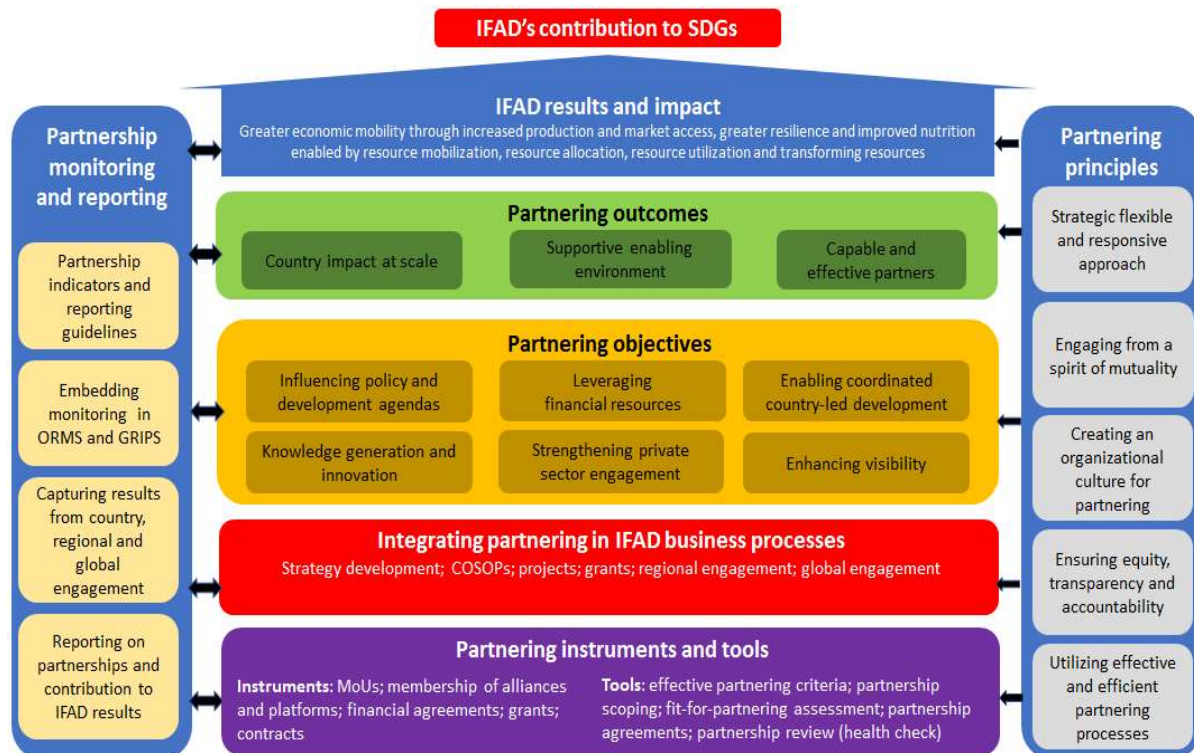 IFAD's contribution to SDGs
IFAD results and impact
Greater economic mobility through increased production and market access, greater resilience and improved nutrition
enabled by resource mobilization, resource allocation, resource utilization and transforming resources
Partnership
monitoring
and reporting
Partnership
indicators and
reporting
guidelines
Embedding
monitoring in
ORMS and GRIPS
Capturing results
from country,
regional and
global
engagement
Reporting on
partnerships and
contribution to
IFAD results
Partnering outcomes
Country impact at scale
Supportive enabling
environment
Capable and
effective partners
Partnering objectives
Influencing policy and
development agendas
Leveraging
financial resources
Enabling coordinated
country-led development
Knowledge generation and
innovation
Strengthening private
sector engagement
Enhancing visibility
Integrating partnering in IFAD business processes
Strategy development; COSOPs; projects; grants; regional engagement; global engagement
Partnering instruments and tools
Instruments: MoUs; membership of alliances
and platforms; financial agreements; grants;
contracts
Tools: effective partnering criteria; partnership
scoping; fit-for-partnering assessment; partnership
agreements; partnership review (health check)
Partnering
principles
Strategic flexible
and responsive
approach
Engaging from a
spirit of mutuality
Creating an
organizational
culture for
partnering
Ensuring equity,
transparency and
accountability
Utilizing effective
and efficient
partnering
processes